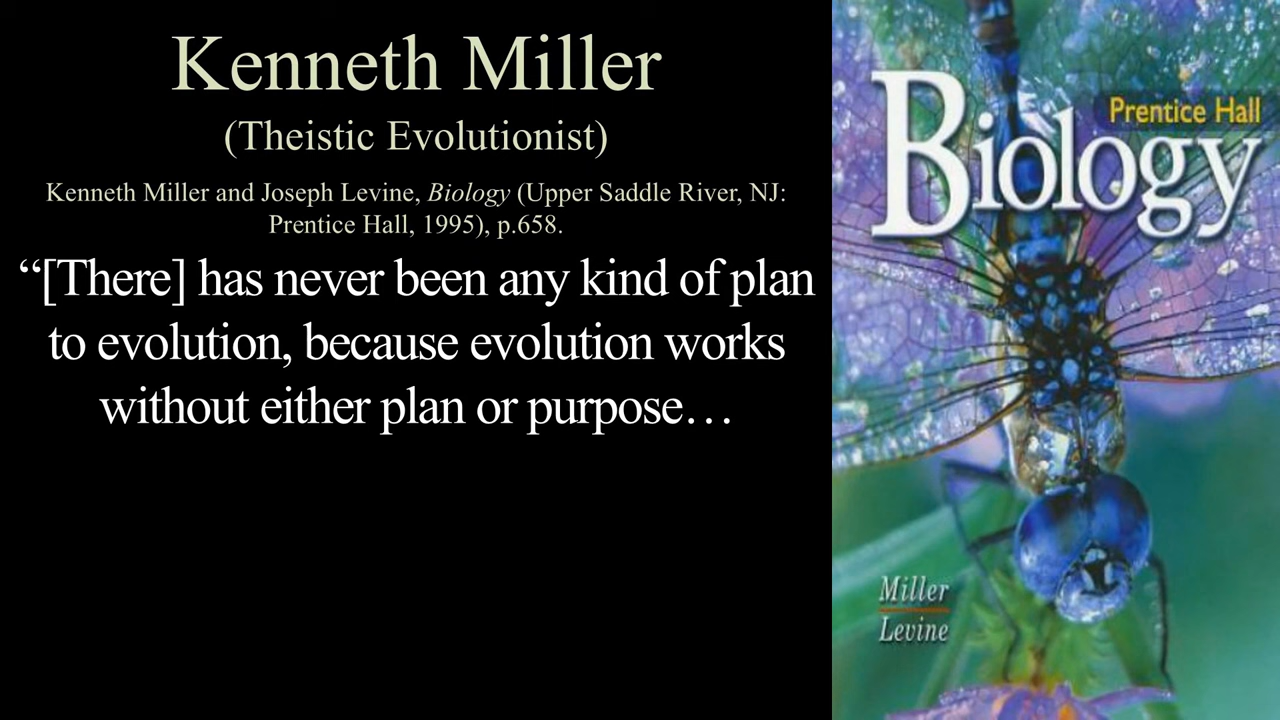 Kenneth Miller
(Theistic Evolutionist)
Kenneth Miller and Joseph Levine, Biology (Upper Saddle River, NJ:
Prentice Hall, 1995), p.658.
“[There] has never been any kind of plan
to evolution, because evolution works
without either plan or purpose…
Prentice Hall
Biology
Miller
Levine